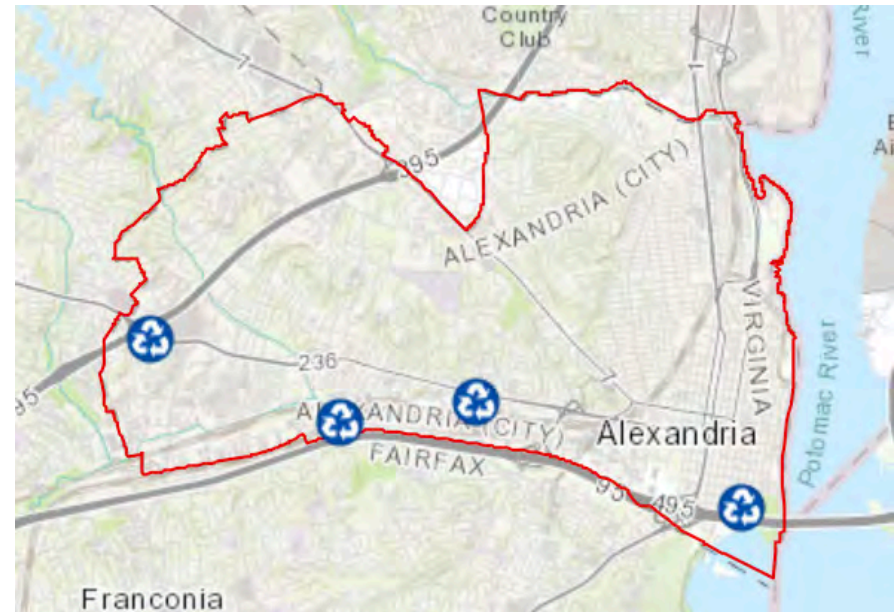 Country
Club
River
7
1
395
ALEXANDRIA (CITY)
VIRGINIA
236
7
ALEXANDRIA (CITY)
Alexandria
Potomac River
FAIRFAX
95
495
95
Franconia